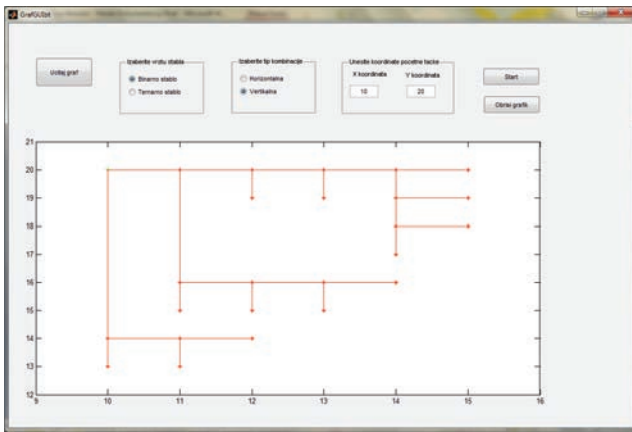 GrafGUIzit
Ucitaj graf
Izaberite vrstu stabla
Binarno stablo
Ternarno stablo
Izaberite tip kombinacije
Horizontalna
Vertikalna
Unesite koordinate pocetne tacke
X koordinata
Y koordinata
10
20
Start
Obrisi grafik
21
20
19
18
17
16
15
14
13
12
9
10
11
12
13
14
15
16